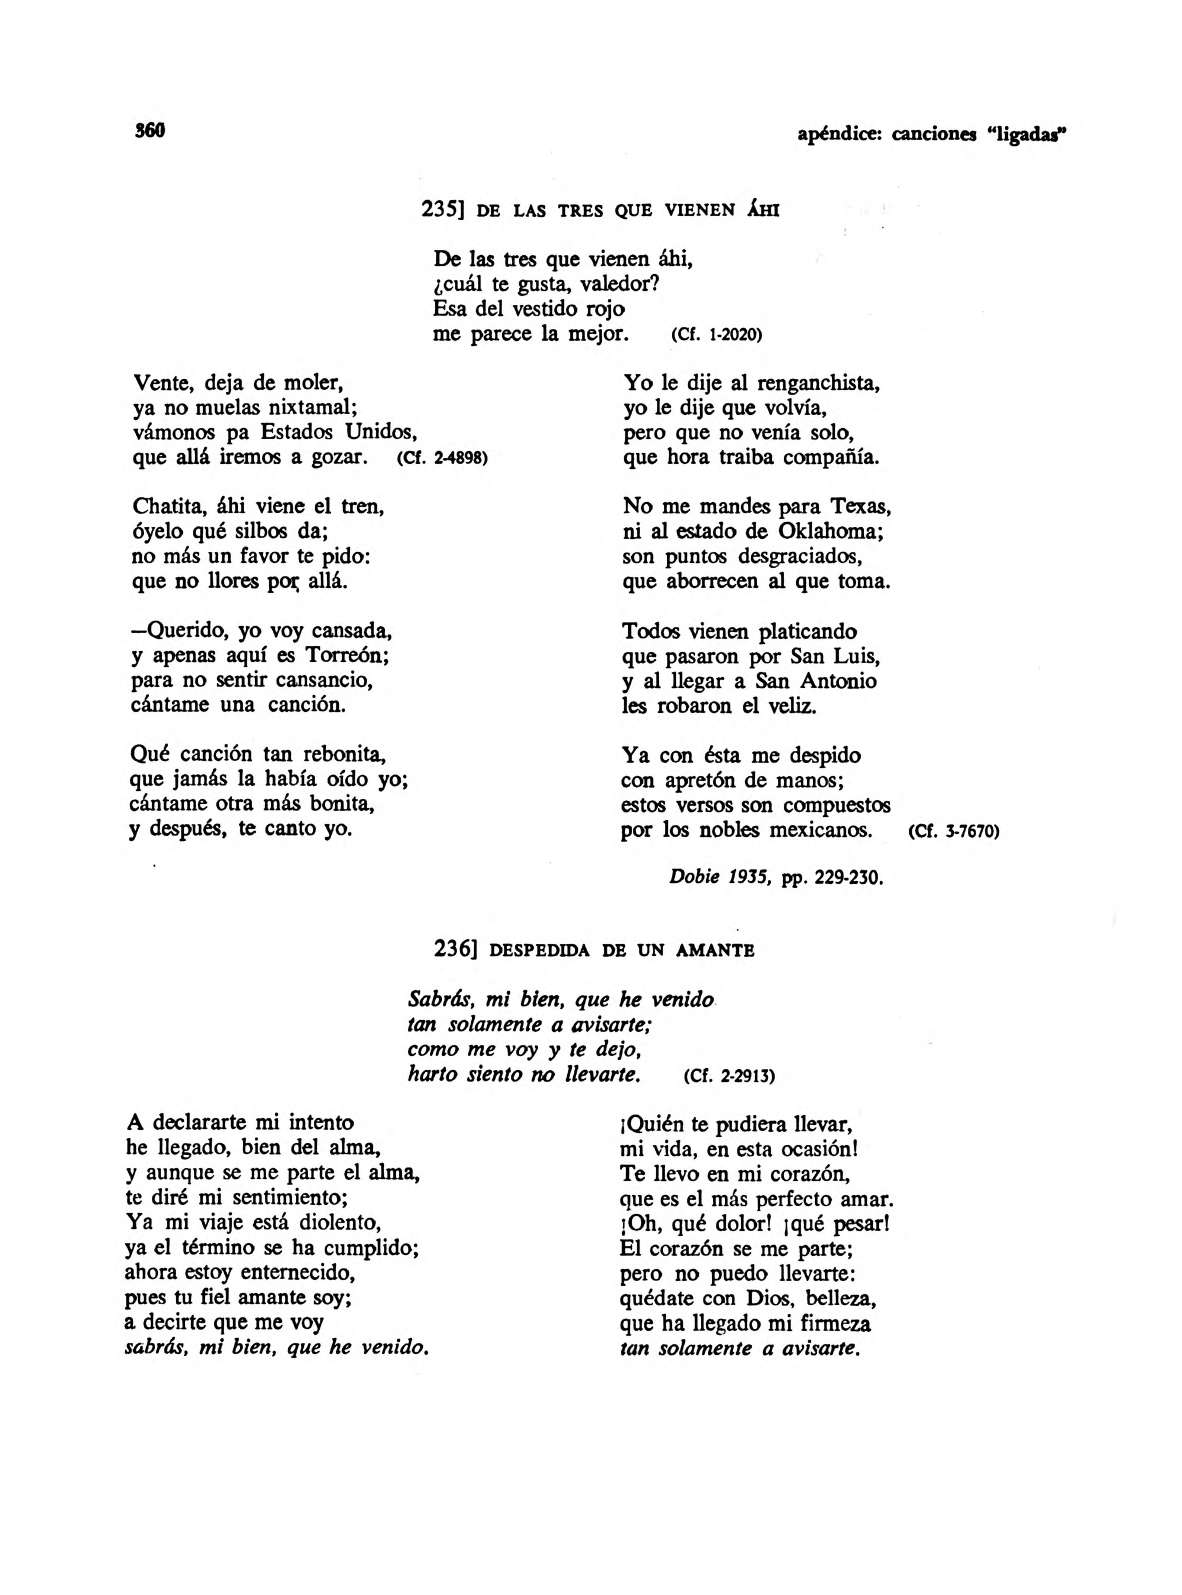 360
apéndice: canciones “ligadas”
235] DE LAS TRES QUE VIENEN ÁHI
De las tres que vienen áhi,
¿cuál te gusta, valedor?
Esa del vestido rojo
me parece la mejor. (Cf. 1-2020)
Vente, deja de moler,
ya no muelas nixtamal;
vámonos pa Estados Unidos,
que allá iremos a gozar. (Cf. 2-4898)
Chatita, áhi viene el tren,
óyelo qué silbos da;
no más un favor te pido:
que no llores por allá.
—Querido, yo voy cansada,
y apenas aquí es Torreón;
para no sentir cansancio,
cántame una canción.
Qué canción tan rebonita,
que jamás la había oído yo;
cántame otra más bonita,
y después, te canto yo.
Yo le dije al renganchista,
yo le dije que volvía,
pero que no venía solo,
que hora traiba compañía.
No me mandes para Texas,
ni al estado de Oklahoma;
son puntos desgraciados,
que aborrecen al que toma.
Todos vienen platicando
que pasaron por San Luis,
y al llegar a San Antonio
les robaron el veliz.
Ya con ésta me despido
con apretón de manos;
estos versos son compuestos
por los nobles mexicanos. (Cf. 3-7670)
Dobie 1935, pp. 229-230.
236] DESPEDIDA DE UN AMANTE
Sabrás, mi bien, que he venido
tan solamente a avisarte;
como me voy y te dejo,
harto siento no llevarte. (Cf. 2-2913)
A declararte mi intento
he llegado, bien del alma,
y aunque se me parte el alma,
te diré mi sentimiento;
Ya mi viaje está diolento,
ya el término se ha cumplido;
ahora estoy enternecido,
pues tu fiel amante soy;
a decirte que me voy
sabrás, mi bien, que he venido.
¡Quién te pudiera llevar,
mi vida, en esta ocasión!
Te llevo en mi corazón,
que es el más perfecto amar.
¡Oh, qué dolor! ¡qué pesar!
El corazón se me parte;
pero no puedo llevarte:
quédate con Dios, belleza,
que ha llegado mi firmeza
tan solamente a avisarte.